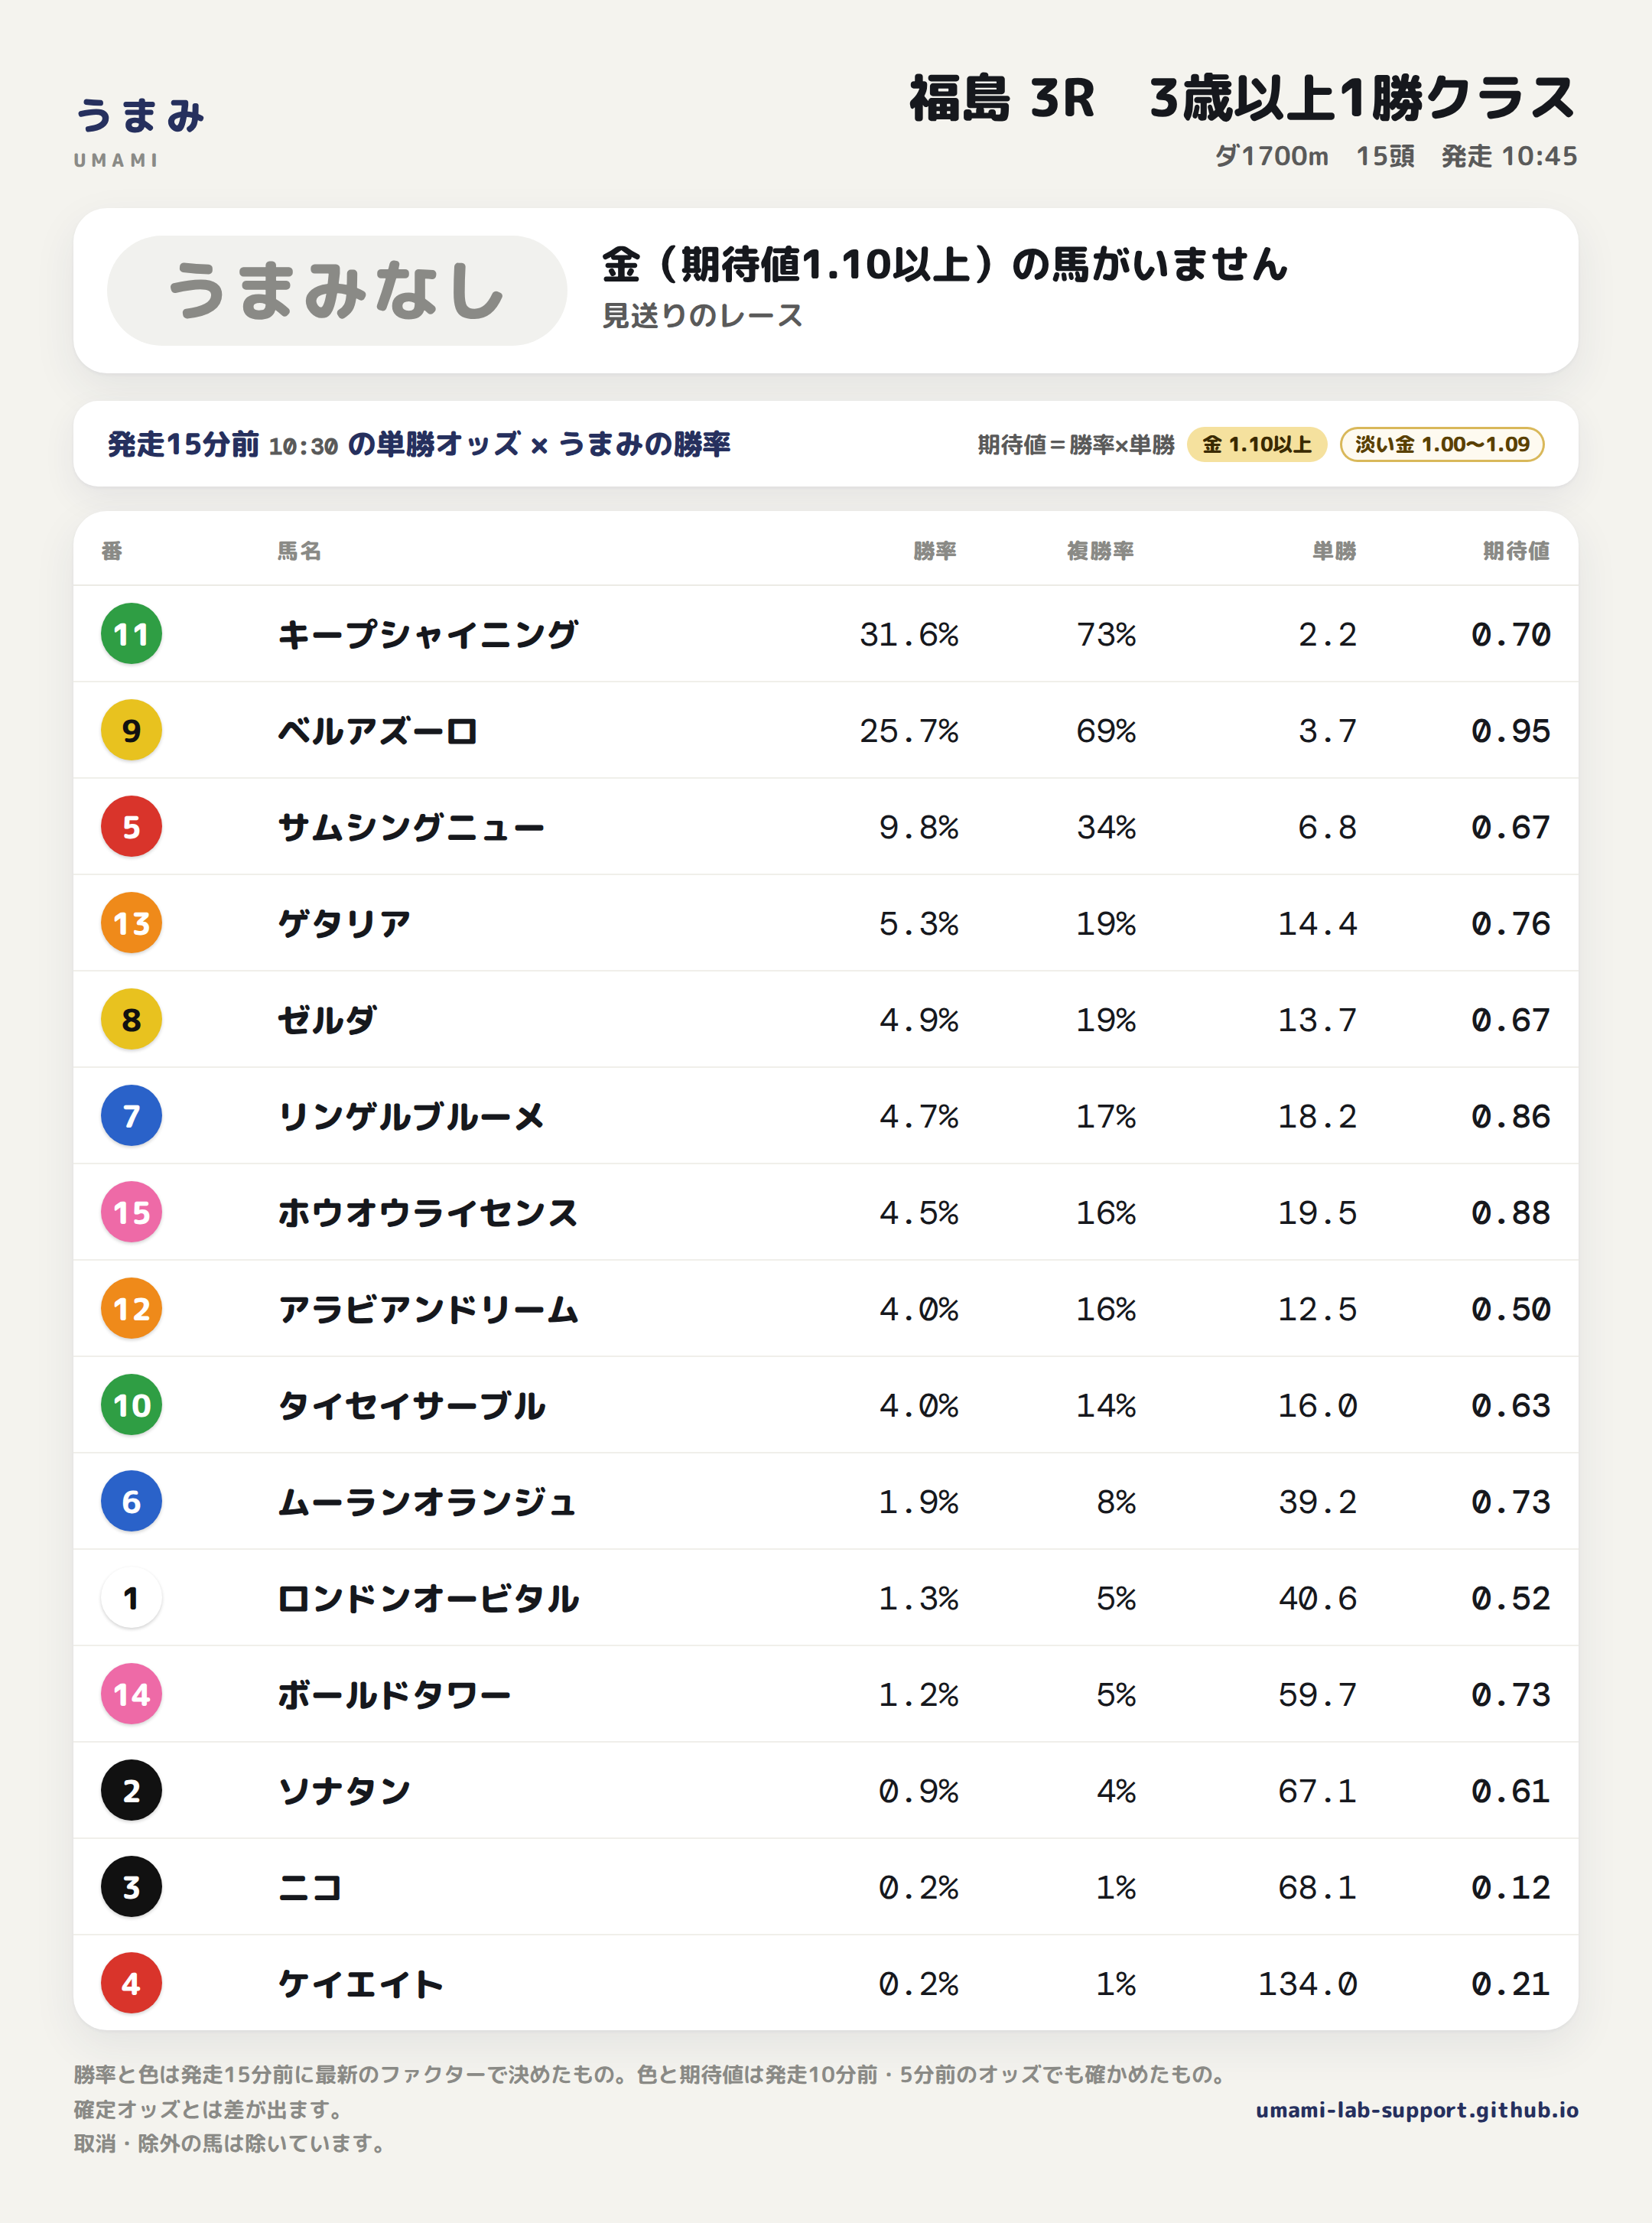 うまみ
UMAMI
福島 3R　3歳以上1勝クラス
ダ1700m　15頭　発走 10:45
うまみなし
金（期待値1.10以上）の馬がいません
見送りのレース
発走15分前 10:30 の単勝オッズ × うまみの勝率
期待値＝勝率×単勝 金 1.10以上 淡い金 1.00〜1.09
番 馬名 勝率 複勝率 単勝 期待値
11 キープシャイニング 31.6% 73% 2.2 0.70
9 ベルアズーロ 25.7% 69% 3.7 0.95
5 サムシングニュー 9.8% 34% 6.8 0.67
13 ゲタリア 5.3% 19% 14.4 0.76
8 ゼルダ 4.9% 19% 13.7 0.67
7 リンゲルブルーメ 4.7% 17% 18.2 0.86
15 ホウオウライセンス 4.5% 16% 19.5 0.88
12 アラビアンドリーム 4.0% 16% 12.5 0.50
10 タイセイサーブル 4.0% 14% 16.0 0.63
6 ムーランオランジュ 1.9% 8% 39.2 0.73
1 ロンドンオービタル 1.3% 5% 40.6 0.52
14 ボールドタワー 1.2% 5% 59.7 0.73
2 ソナタン 0.9% 4% 67.1 0.61
3 ニコ 0.2% 1% 68.1 0.12
4 ケイエイト 0.2% 1% 134.0 0.21
勝率と色は発走15分前に最新のファクターで決めたもの。色と期待値は発走10分前・5分前のオッズでも確かめたもの。
確定オッズとは差が出ます。
取消・除外の馬は除いています。
umami-lab-support.github.io